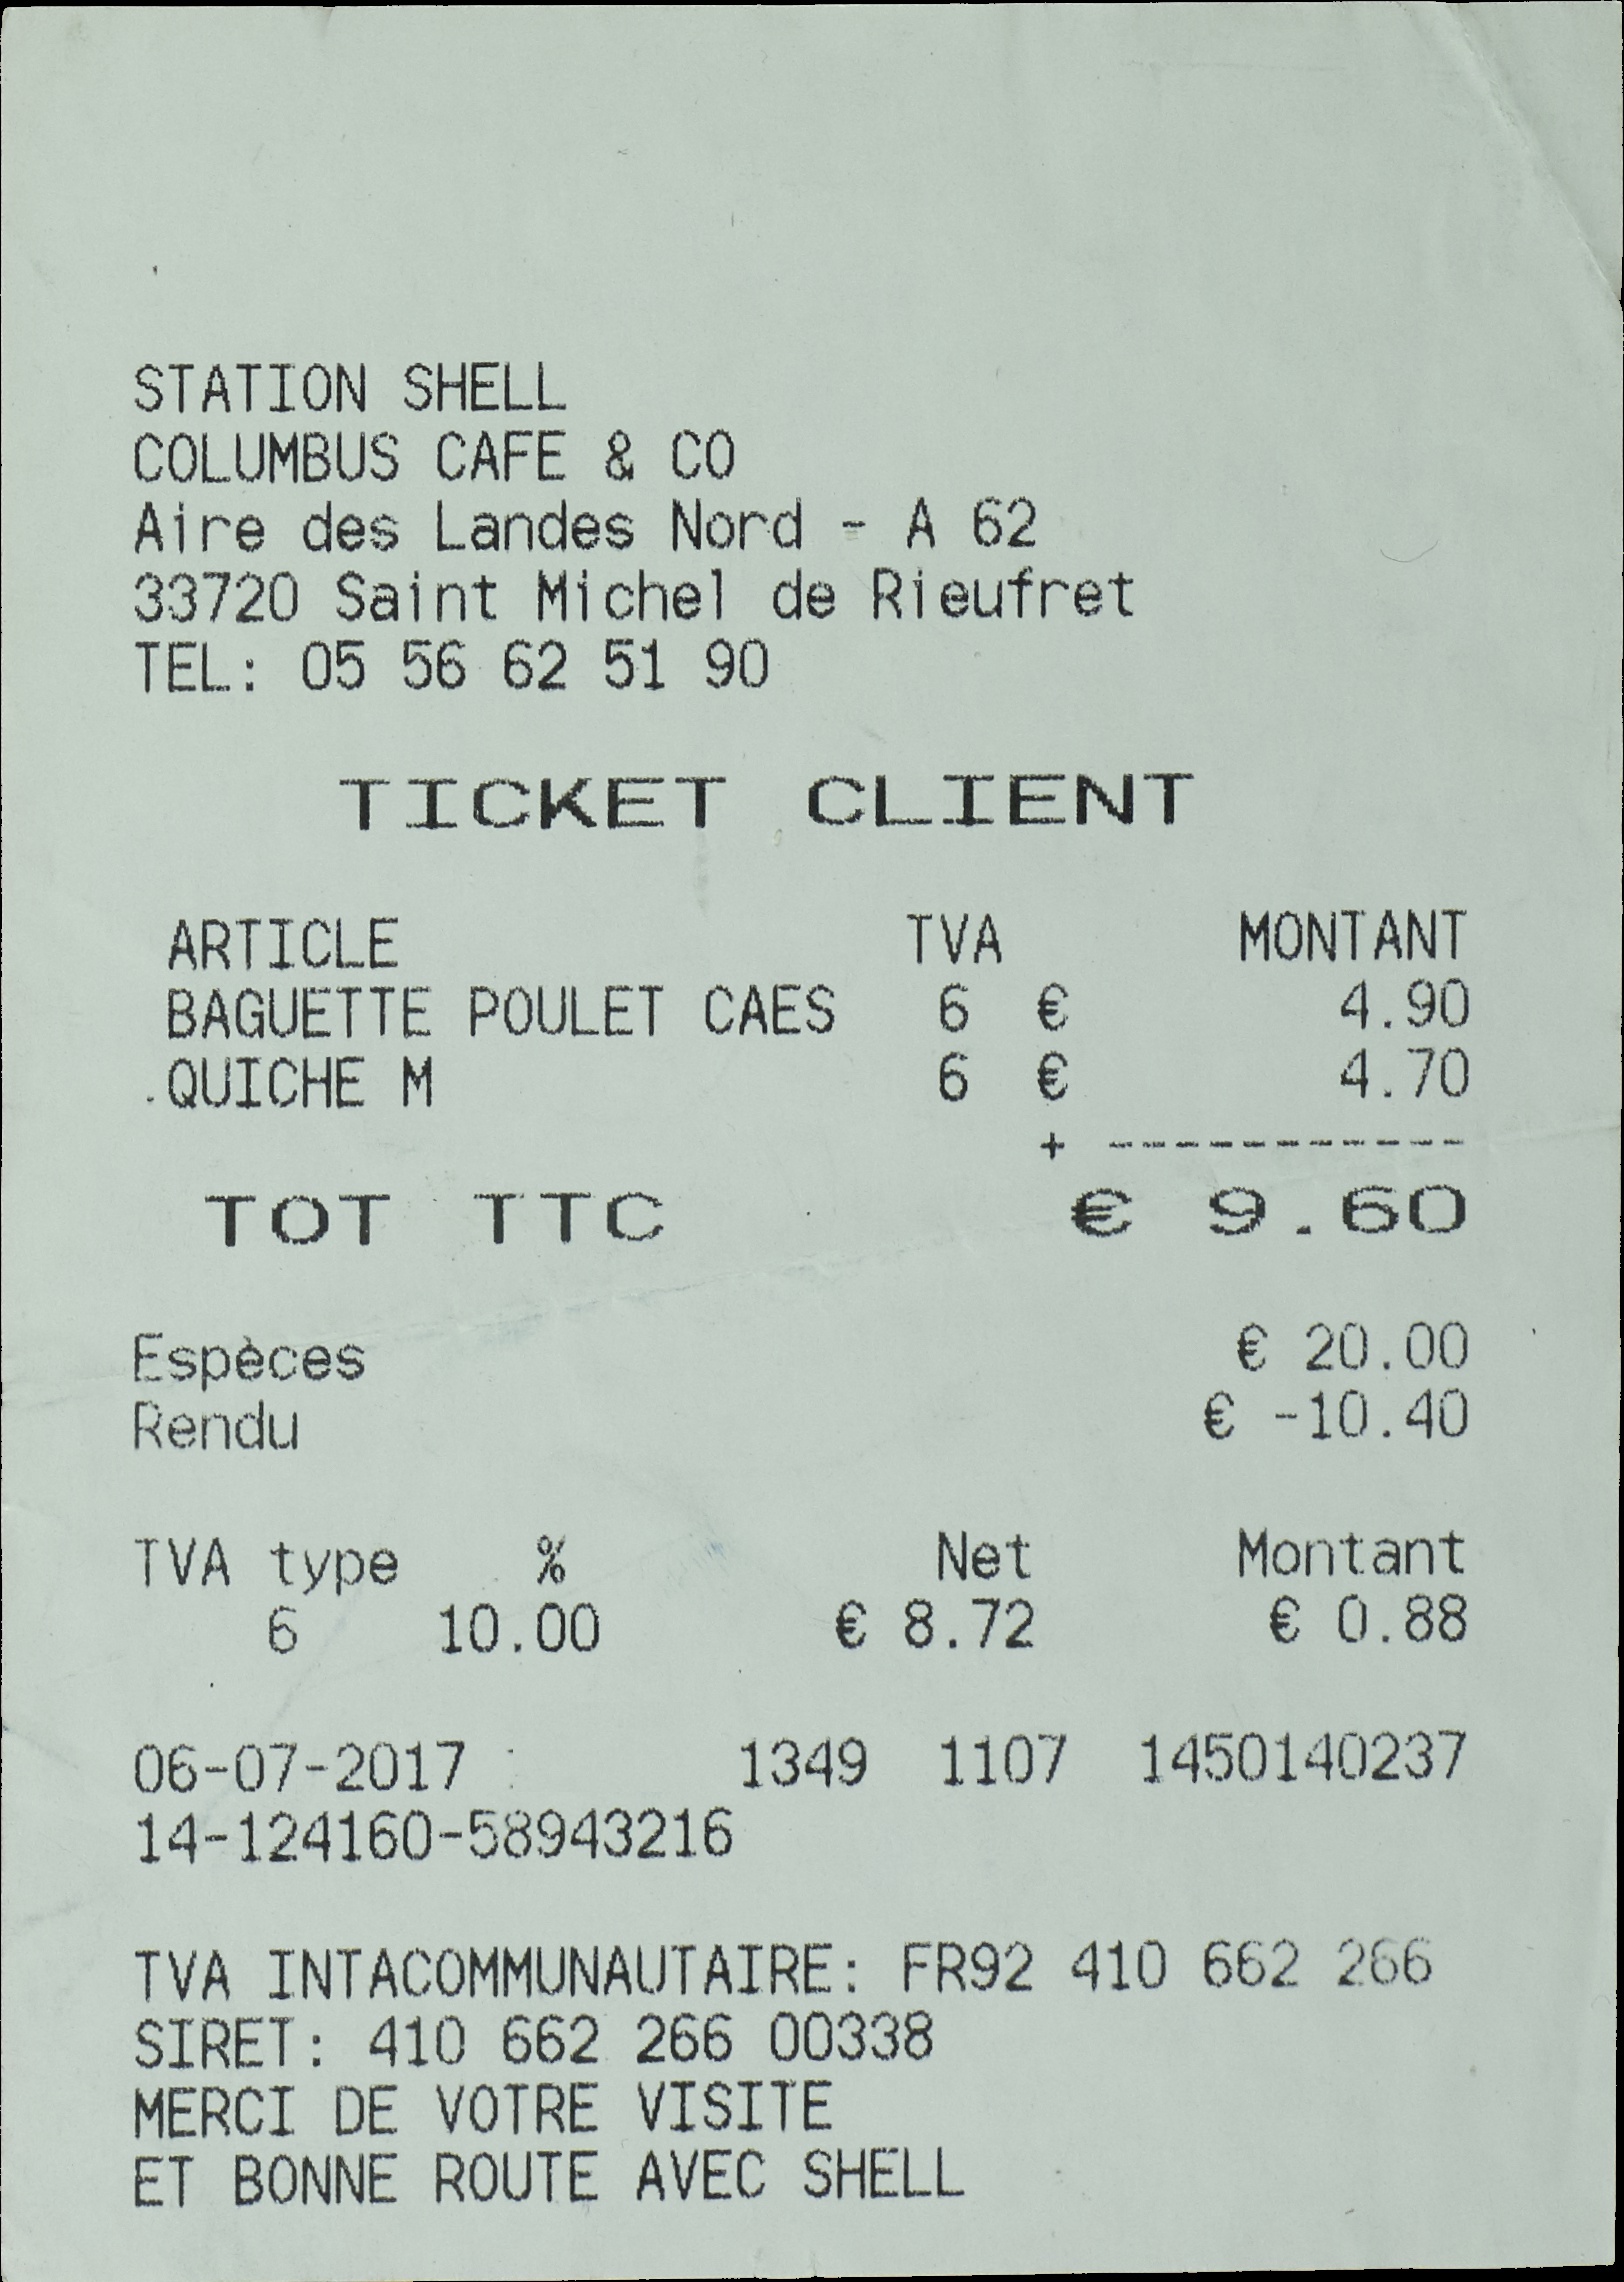 STATION SHELL
COLUMBUS CAFE & CO
Aire des Landes Nord - A 62
33720 Saint Michel de Rieufret
TEL: 05 56 62 51 90
TICKET CLIENT
ARTICLE TVA MONTANT
BAGUETTE POULET CAES 6 € 4.90
QUICHE M 6 € 4.70
+ -----------
TOT TTC € 9.60
Espèces € 20.00
Rendu € -10.40
TVA type % Net Montant
6 10.00 € 8.72 € 0.88
06-07-2017 1349 1107 1450140237
14-124160-58943216
TVA INTACOMMUNAUTAIRE: FR92 410 662 266
SIRET: 410 662 266 00338
MERCI DE VOTRE VISITE
ET BONNE ROUTE AVEC SHELL